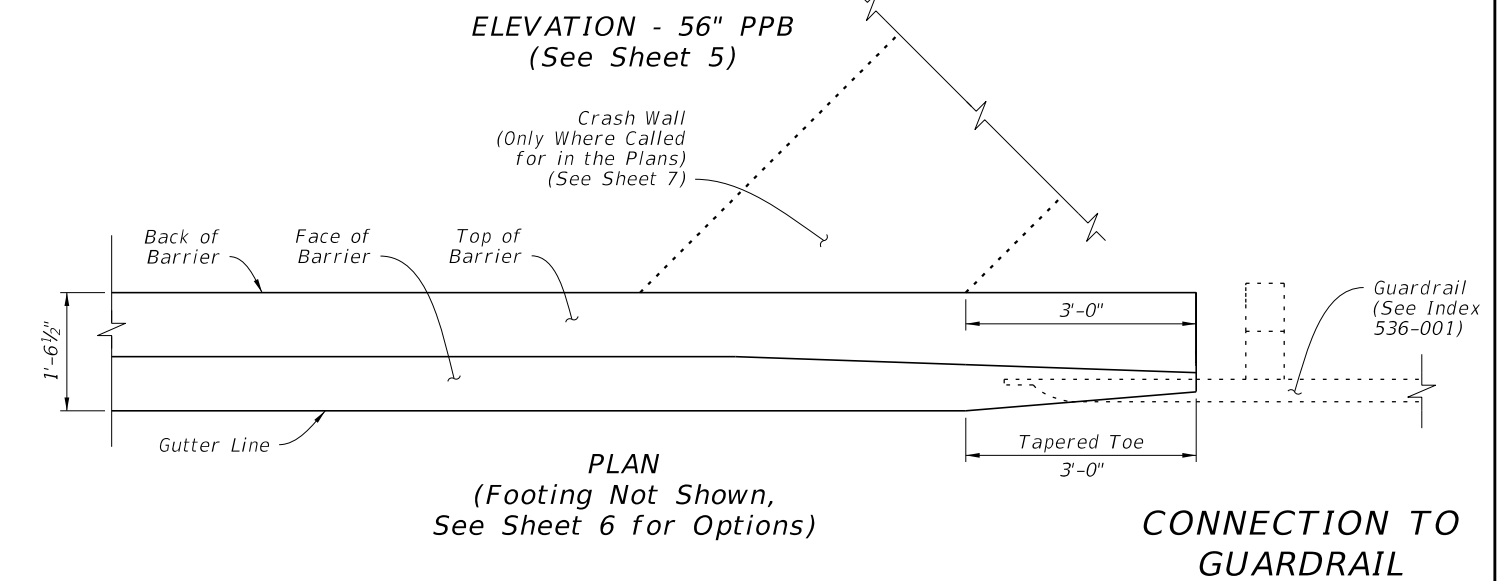 ELEVATION - 56" PPB
(See Sheet 5)
Crash Wall
(Only Where Called
for in the Plans)
(See Sheet 7)
Back of
Barrier
Face of
Barrier
Top of
Barrier
Guardrail
(See Index
536-001)
3'-0"
1'-6½"
Gutter Line
Tapered Toe
3'-0"
PLAN
(Footing Not Shown,
See Sheet 6 for Options)
CONNECTION TO
GUARDRAIL